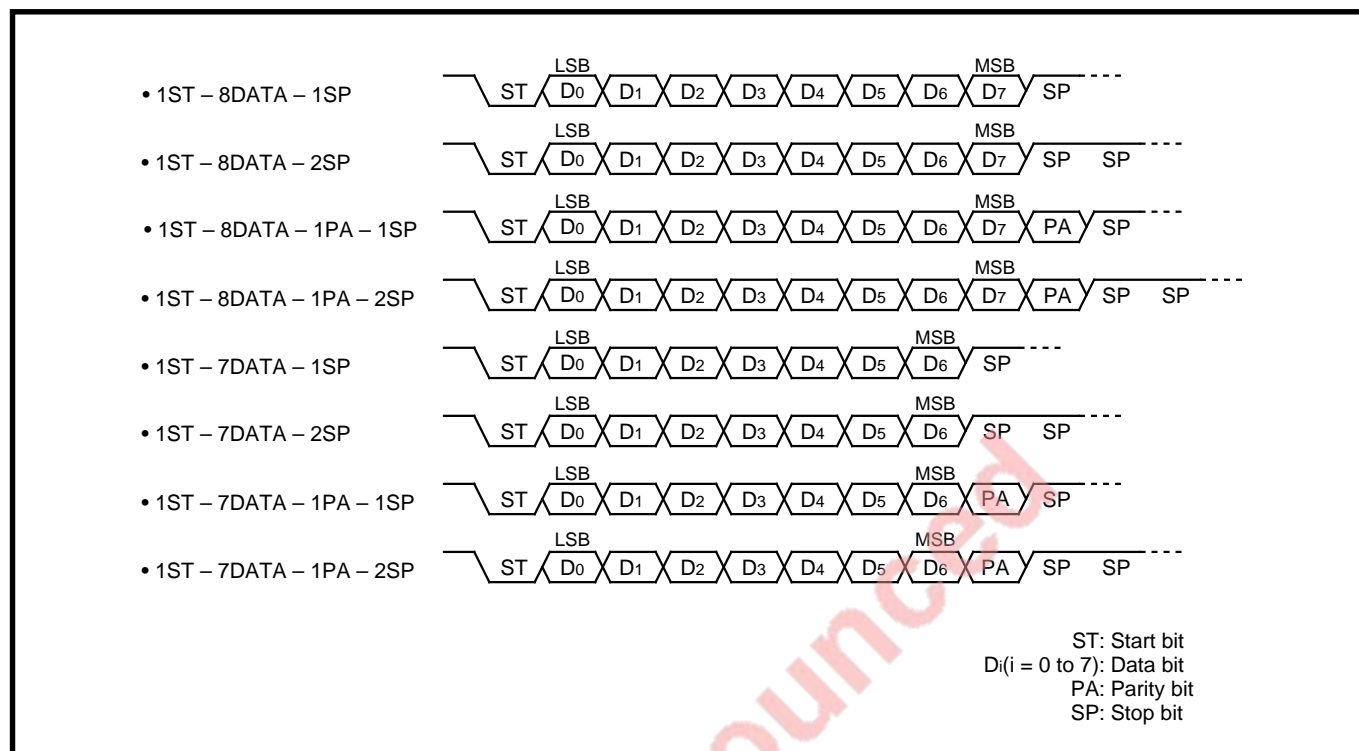 LSB MSB
• 1ST – 8DATA – 1SP ST D0 D1 D2 D3 D4 D5 D6 D7 SP
LSB MSB
• 1ST – 8DATA – 2SP ST D0 D1 D2 D3 D4 D5 D6 D7 SP SP
LSB MSB
• 1ST – 8DATA – 1PA – 1SP ST D0 D1 D2 D3 D4 D5 D6 D7 PA SP
LSB MSB
• 1ST – 8DATA – 1PA – 2SP ST D0 D1 D2 D3 D4 D5 D6 D7 PA SP SP
LSB MSB
• 1ST – 7DATA – 1SP ST D0 D1 D2 D3 D4 D5 D6 SP
LSB MSB
• 1ST – 7DATA – 2SP ST D0 D1 D2 D3 D4 D5 D6 SP SP
LSB MSB
• 1ST – 7DATA – 1PA – 1SP ST D0 D1 D2 D3 D4 D5 D6 PA SP
LSB MSB
• 1ST – 7DATA – 1PA – 2SP ST D0 D1 D2 D3 D4 D5 D6 PA SP SP
ST: Start bit
Di(i = 0 to 7): Data bit
PA: Parity bit
SP: Stop bit